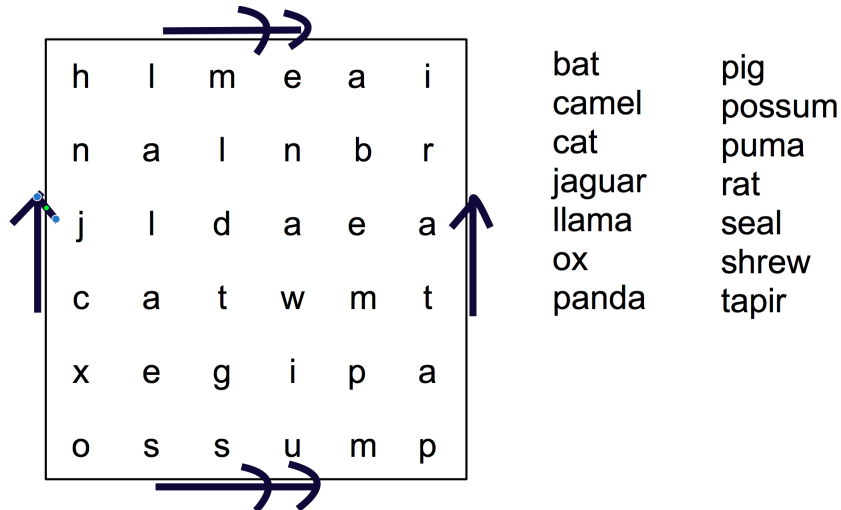 h l m e a i
n a l n b r
j l d a e a
c a t w m t
x e g i p a
o s s u m p
bat
camel
cat
jaguar
llama
ox
panda
pig
possum
puma
rat
seal
shrew
tapir